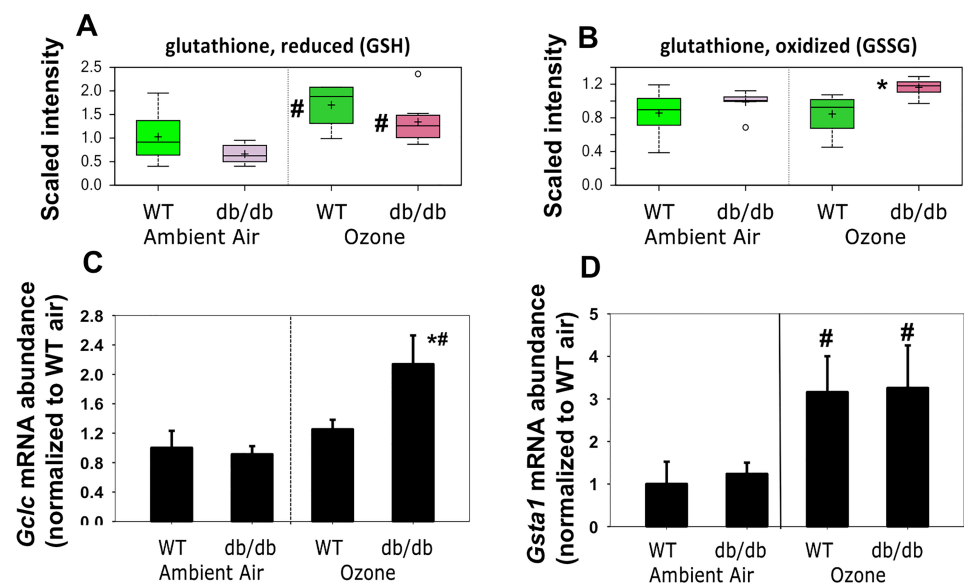 A
glutathione, reduced (GSH)
Scaled intensity
2.5
2.0
1.5
1.0
0.5
0.0
#
#
WT
db/db
WT
db/db
Ambient Air
Ozone
B
glutathione, oxidized (GSSG)
Scaled intensity
1.2
0.8
0.4
0.0
*
WT
db/db
WT
db/db
Ambient Air
Ozone
C
Gclc mRNA abundance
(normalized to WT air)
2.8
2.4
2.0
1.6
1.2
0.8
0.4
0.0
*#
WT
db/db
WT
db/db
Ambient Air
Ozone
D
Gsta1 mRNA abundance
(normalized to WT air)
5
4
3
2
1
0
#
#
WT
db/db
WT
db/db
Ambient Air
Ozone